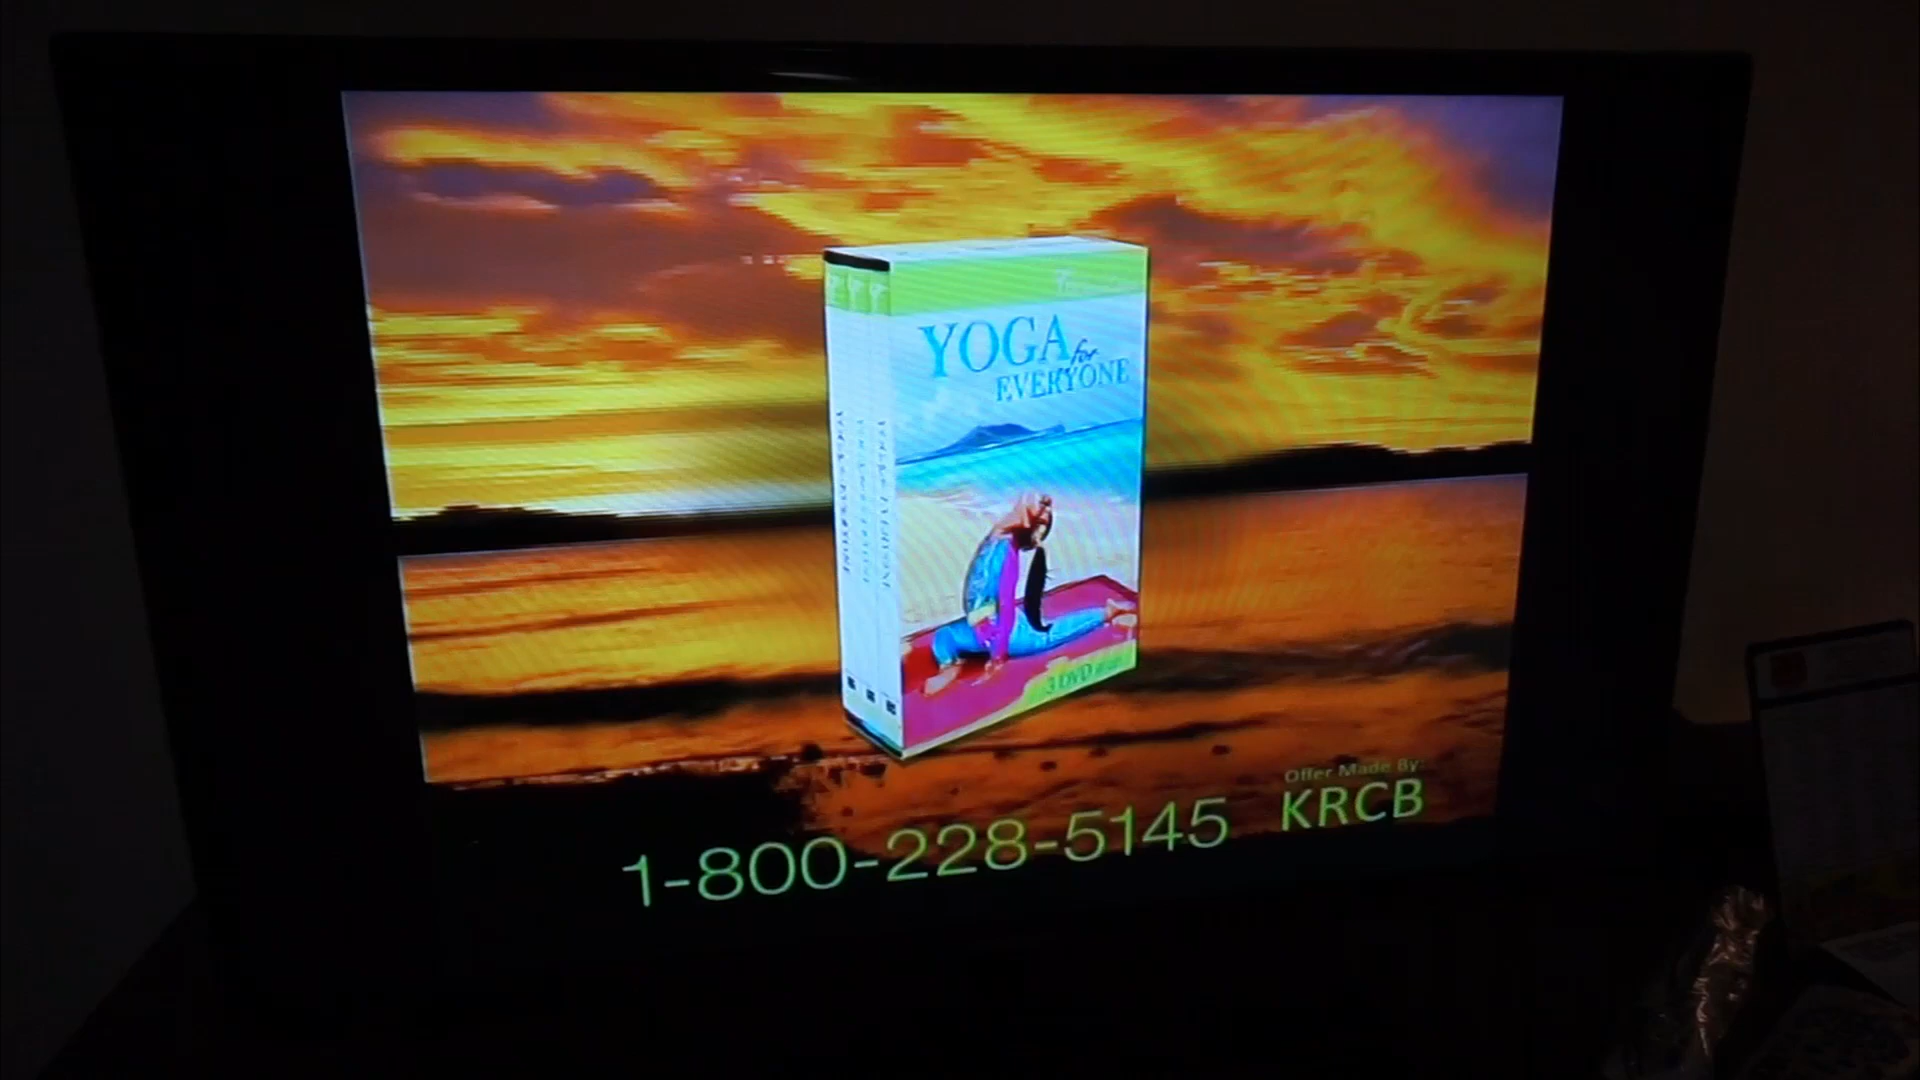 YOGA for
EVERYONE
3 DVD
Offer Made By:
KRCB
1-800-228-5145